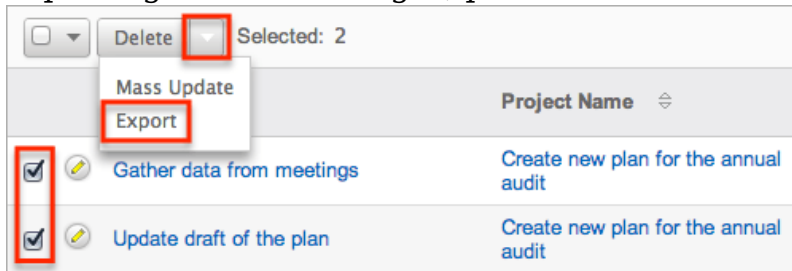 Delete Selected: 2
Mass Update
Export
Project Name
Gather data from meetings
Create new plan for the annual
audit
Update draft of the plan
Create new plan for the annual
audit